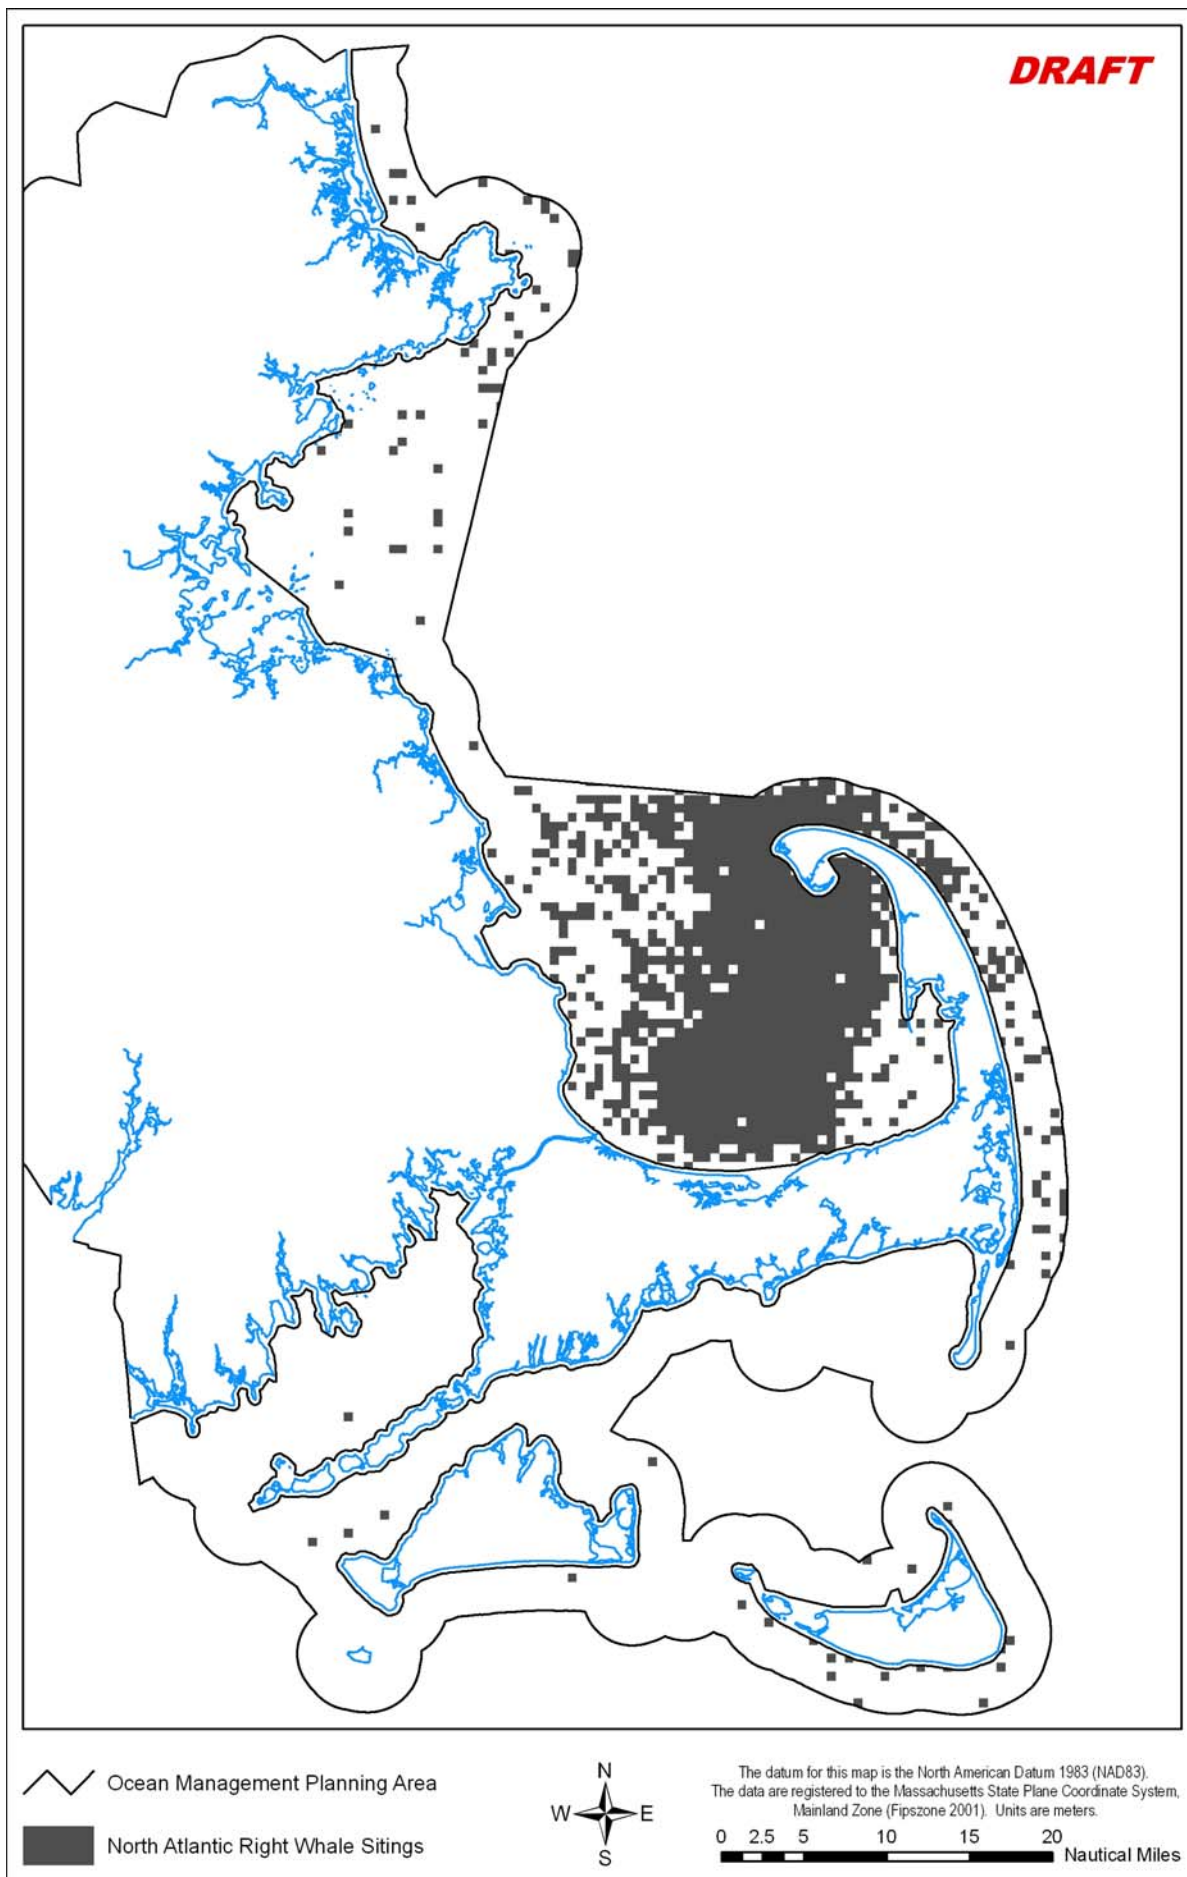 DRAFT
Ocean Management Planning Area
North Atlantic Right Whale Sitings
N
W E
S
The datum for this map is the North American Datum 1983 (NAD83).
The data are registered to the Massachusetts State Plane Coordinate System,
Mainland Zone (Fipszone 2001). Units are meters.
0 2.5 5 10 15 20
Nautical Miles